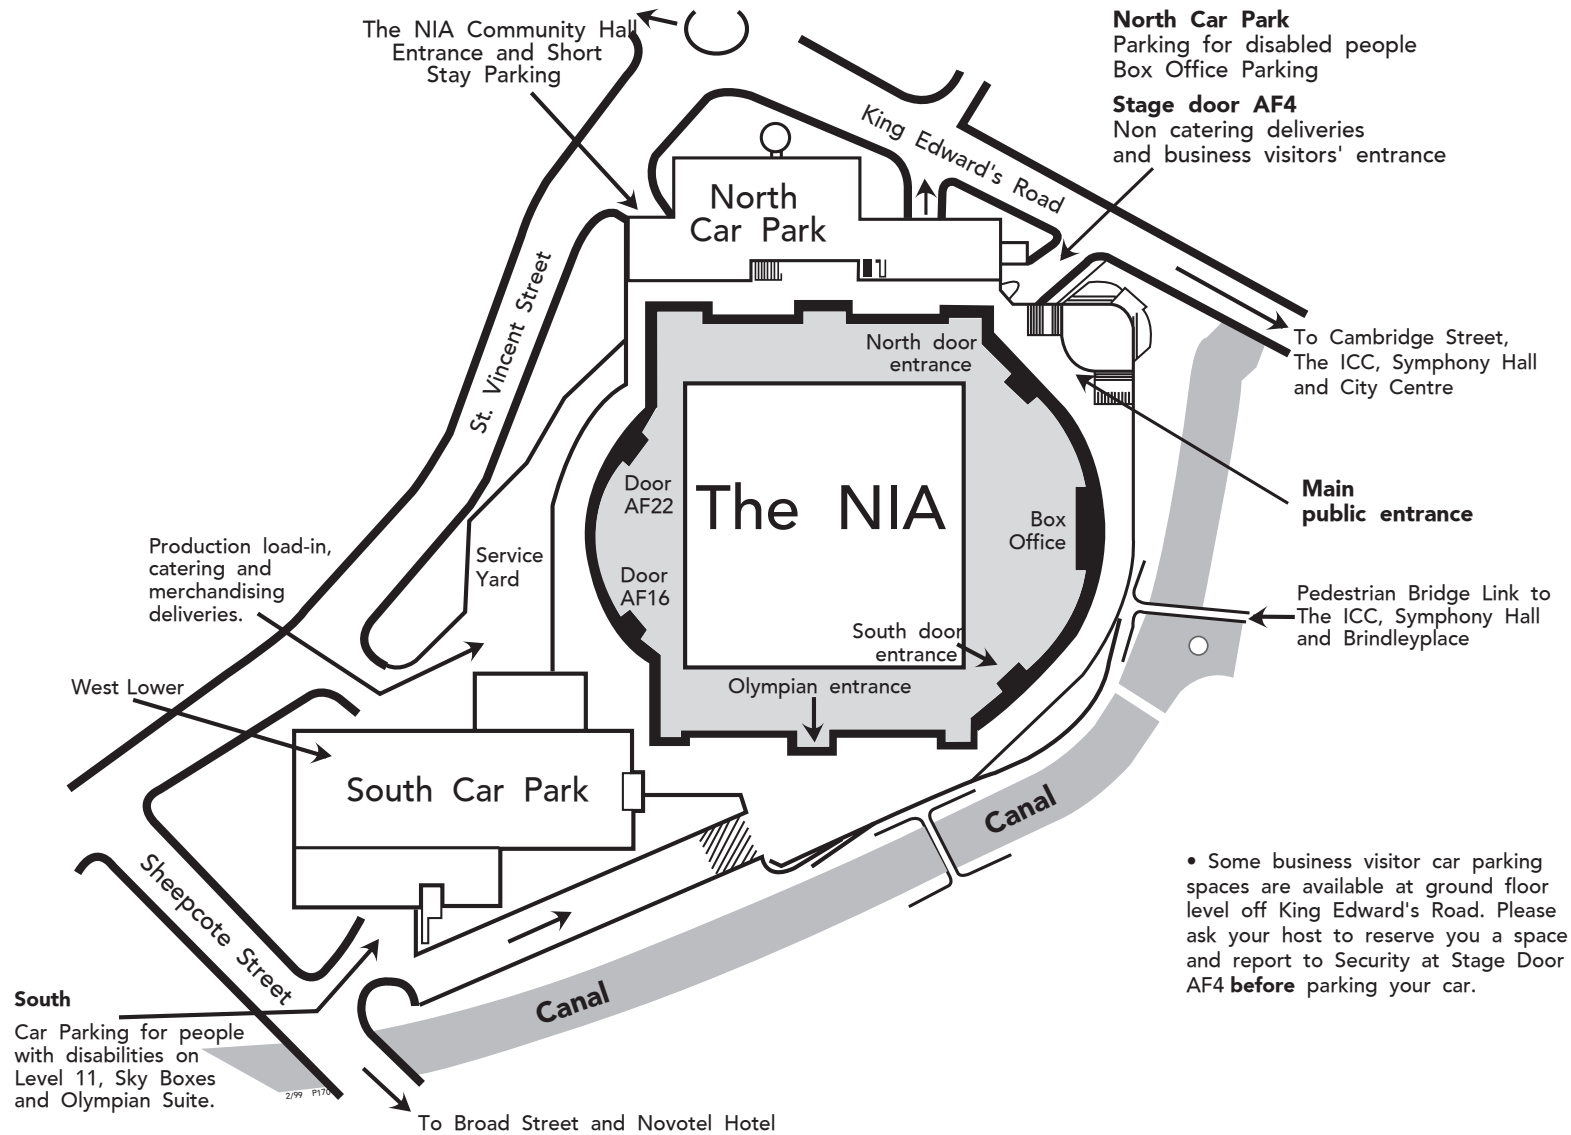 The NIA Community Hall
Entrance and Short
Stay Parking
North Car Park
Parking for disabled people
Box Office Parking
Stage door AF4
Non catering deliveries
and business visitors' entrance
King Edward's Road
North
Car Park
St. Vincent Street
North door
entrance
To Cambridge Street,
The ICC, Symphony Hall
and City Centre
Door
AF22
The NIA
Box
Office
Main
public entrance
Production load-in,
catering and
merchandising
deliveries.
Service
Yard
Door
AF16
Pedestrian Bridge Link to
The ICC, Symphony Hall
and Brindleyplace
South door
entrance
Olympian entrance
West Lower
South Car Park
Canal
Sheepcote Street
• Some business visitor car parking
spaces are available at ground floor
level off King Edward's Road. Please
ask your host to reserve you a space
and report to Security at Stage Door
AF4 before parking your car.
Canal
South
Car Parking for people
with disabilities on
Level 11, Sky Boxes
and Olympian Suite.
2/99 P170
To Broad Street and Novotel Hotel